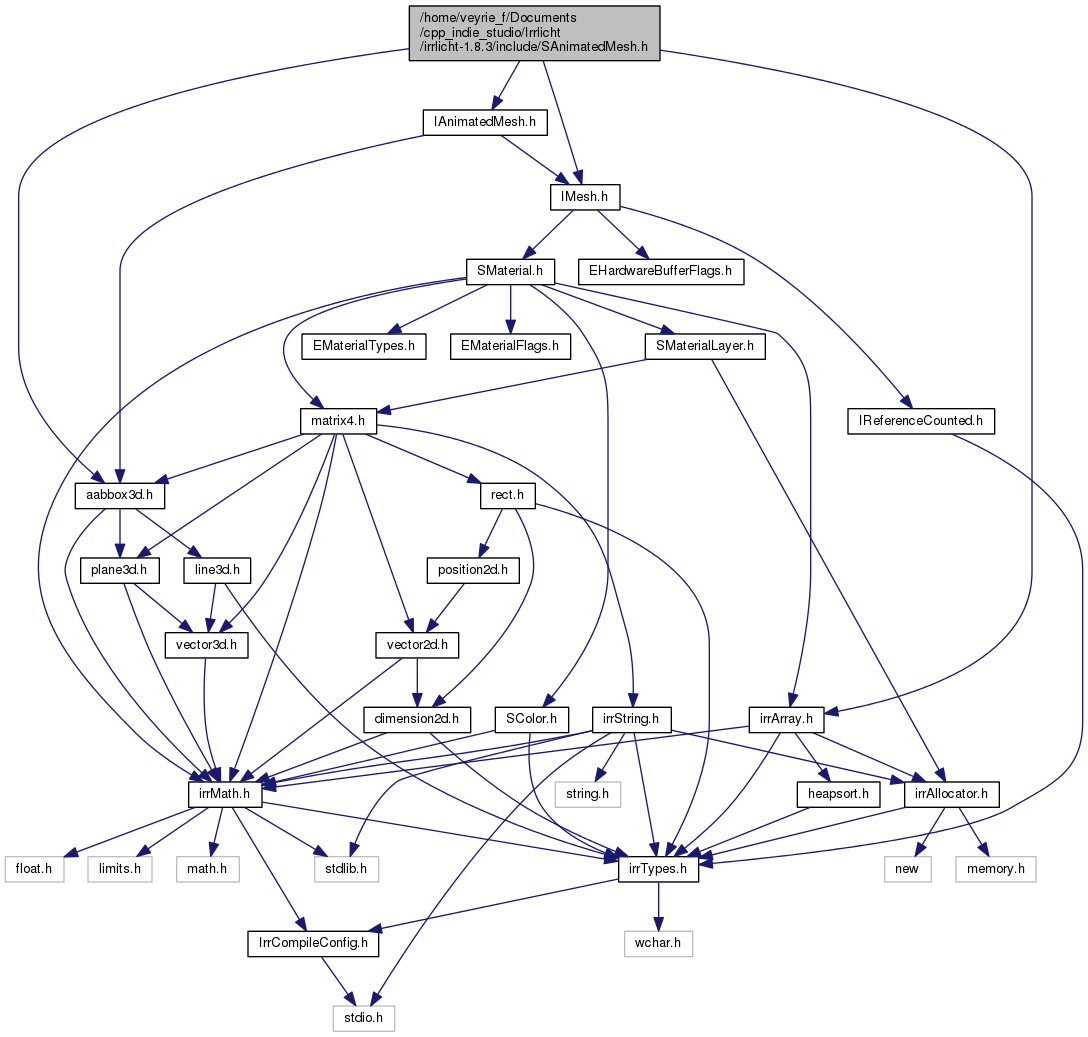 /home/veyrie_f/Documents
/cpp_indie_studio/Irrlicht
/irrlicht-1.8.3/include/SAnimatedMesh.h
IAnimatedMesh.h
IMesh.h
SMaterial.h
EHardwareBufferFlags.h
EMaterialTypes.h
EMaterialFlags.h
SMaterialLayer.h
matrix4.h
IReferenceCounted.h
aabbox3d.h
rect.h
plane3d.h
line3d.h
position2d.h
vector3d.h
vector2d.h
dimension2d.h
SColor.h
irrString.h
irrArray.h
irrMath.h
string.h
heapsort.h
irrAllocator.h
float.h
limits.h
math.h
stdlib.h
irrTypes.h
new
memory.h
IrrCompileConfig.h
wchar.h
stdio.h